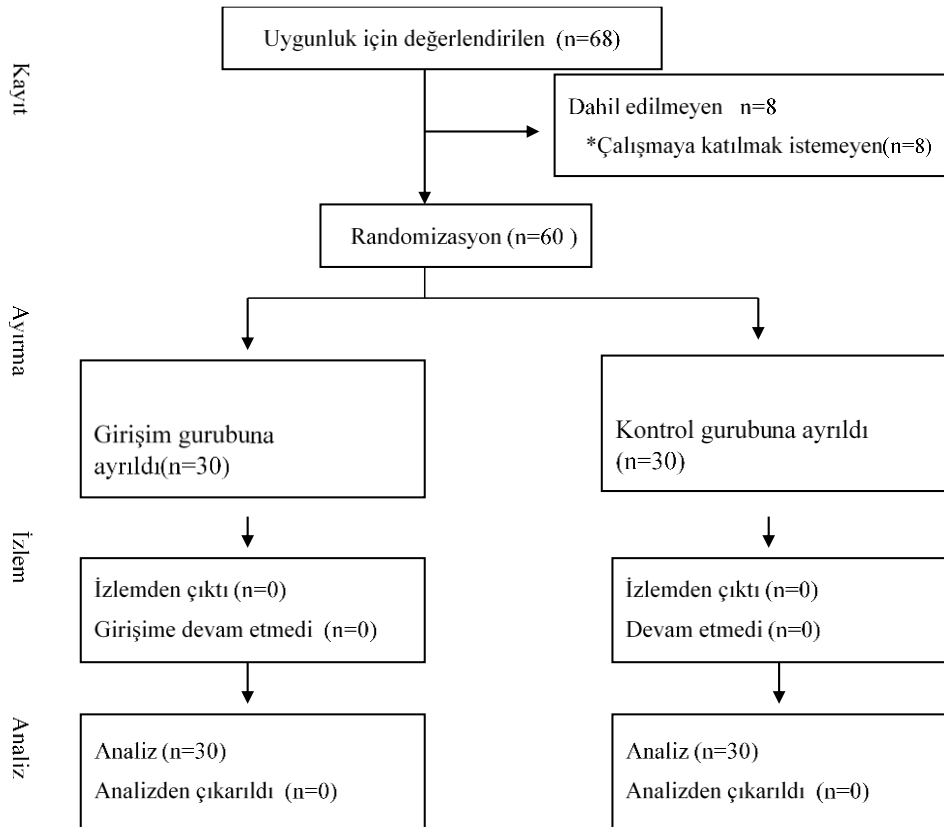 Kayıt
Uygunluk için değerlendirilen (n=68)
Dahil edilmeyen n=8
*Çalışmaya katılmak istemeyen(n=8)
Randomizasyon (n=60 )
Ayırma
Girişim gurubuna
ayrıldı(n=30)
Kontrol gurubuna ayrıldı
(n=30)
İzlem
İzlemden çıktı (n=0)
Girişime devam etmedi (n=0)
İzlemden çıktı (n=0)
Devam etmedi (n=0)
Analiz
Analiz (n=30)
Analizden çıkarıldı (n=0)
Analiz (n=30)
Analizden çıkarıldı (n=0)